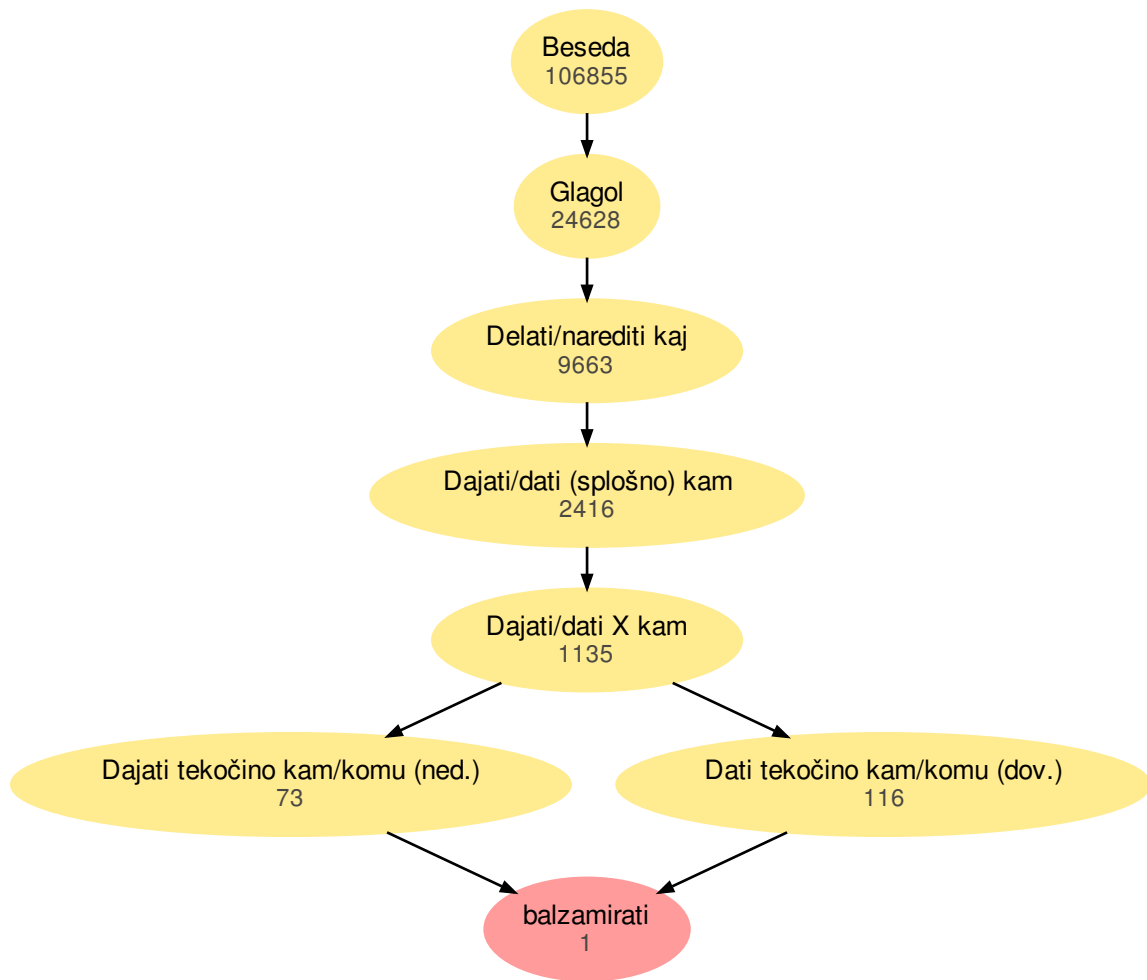 Beseda
106855
Glagol
24628
Delati/narediti kaj
9663
Dajati/dati (splošno) kam
2416
Dajati/dati X kam
1135
Dajati tekočino kam/komu (ned.)
73
Dati tekočino kam/komu (dov.)
116
balzamirati
1